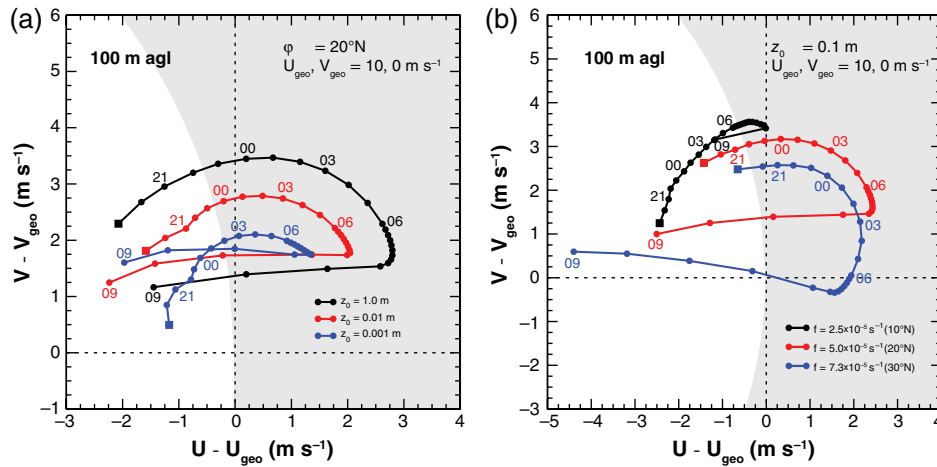 (a)
100 m agl
φ = 20°N
U_geo, V_geo = 10, 0 m s⁻¹
V - V_geo (m s⁻¹)
6
5
4
3
2
1
0
−1
21
00
03
06
09
21
00
03
06
09
21
00
03
06
09
z₀ = 1.0 m
z₀ = 0.01 m
z₀ = 0.001 m
−4 −3 −2 −1 0 1 2 3 4
U - U_geo (m s⁻¹)
(b)
100 m agl
z₀ = 0.1 m
U_geo, V_geo = 10, 0 m s⁻¹
V - V_geo (m s⁻¹)
6
5
4
3
2
1
0
−1
−2
−3
21
00
03
06
09
21
00
03
06
09
21
00
03
06
09
f = 2.5×10⁻⁵ s⁻¹ (10°N)
f = 5.0×10⁻⁵ s⁻¹ (20°N)
f = 7.3×10⁻⁵ s⁻¹ (30°N)
−5 −4 −3 −2 −1 0 1 2 3 4
U - U_geo (m s⁻¹)